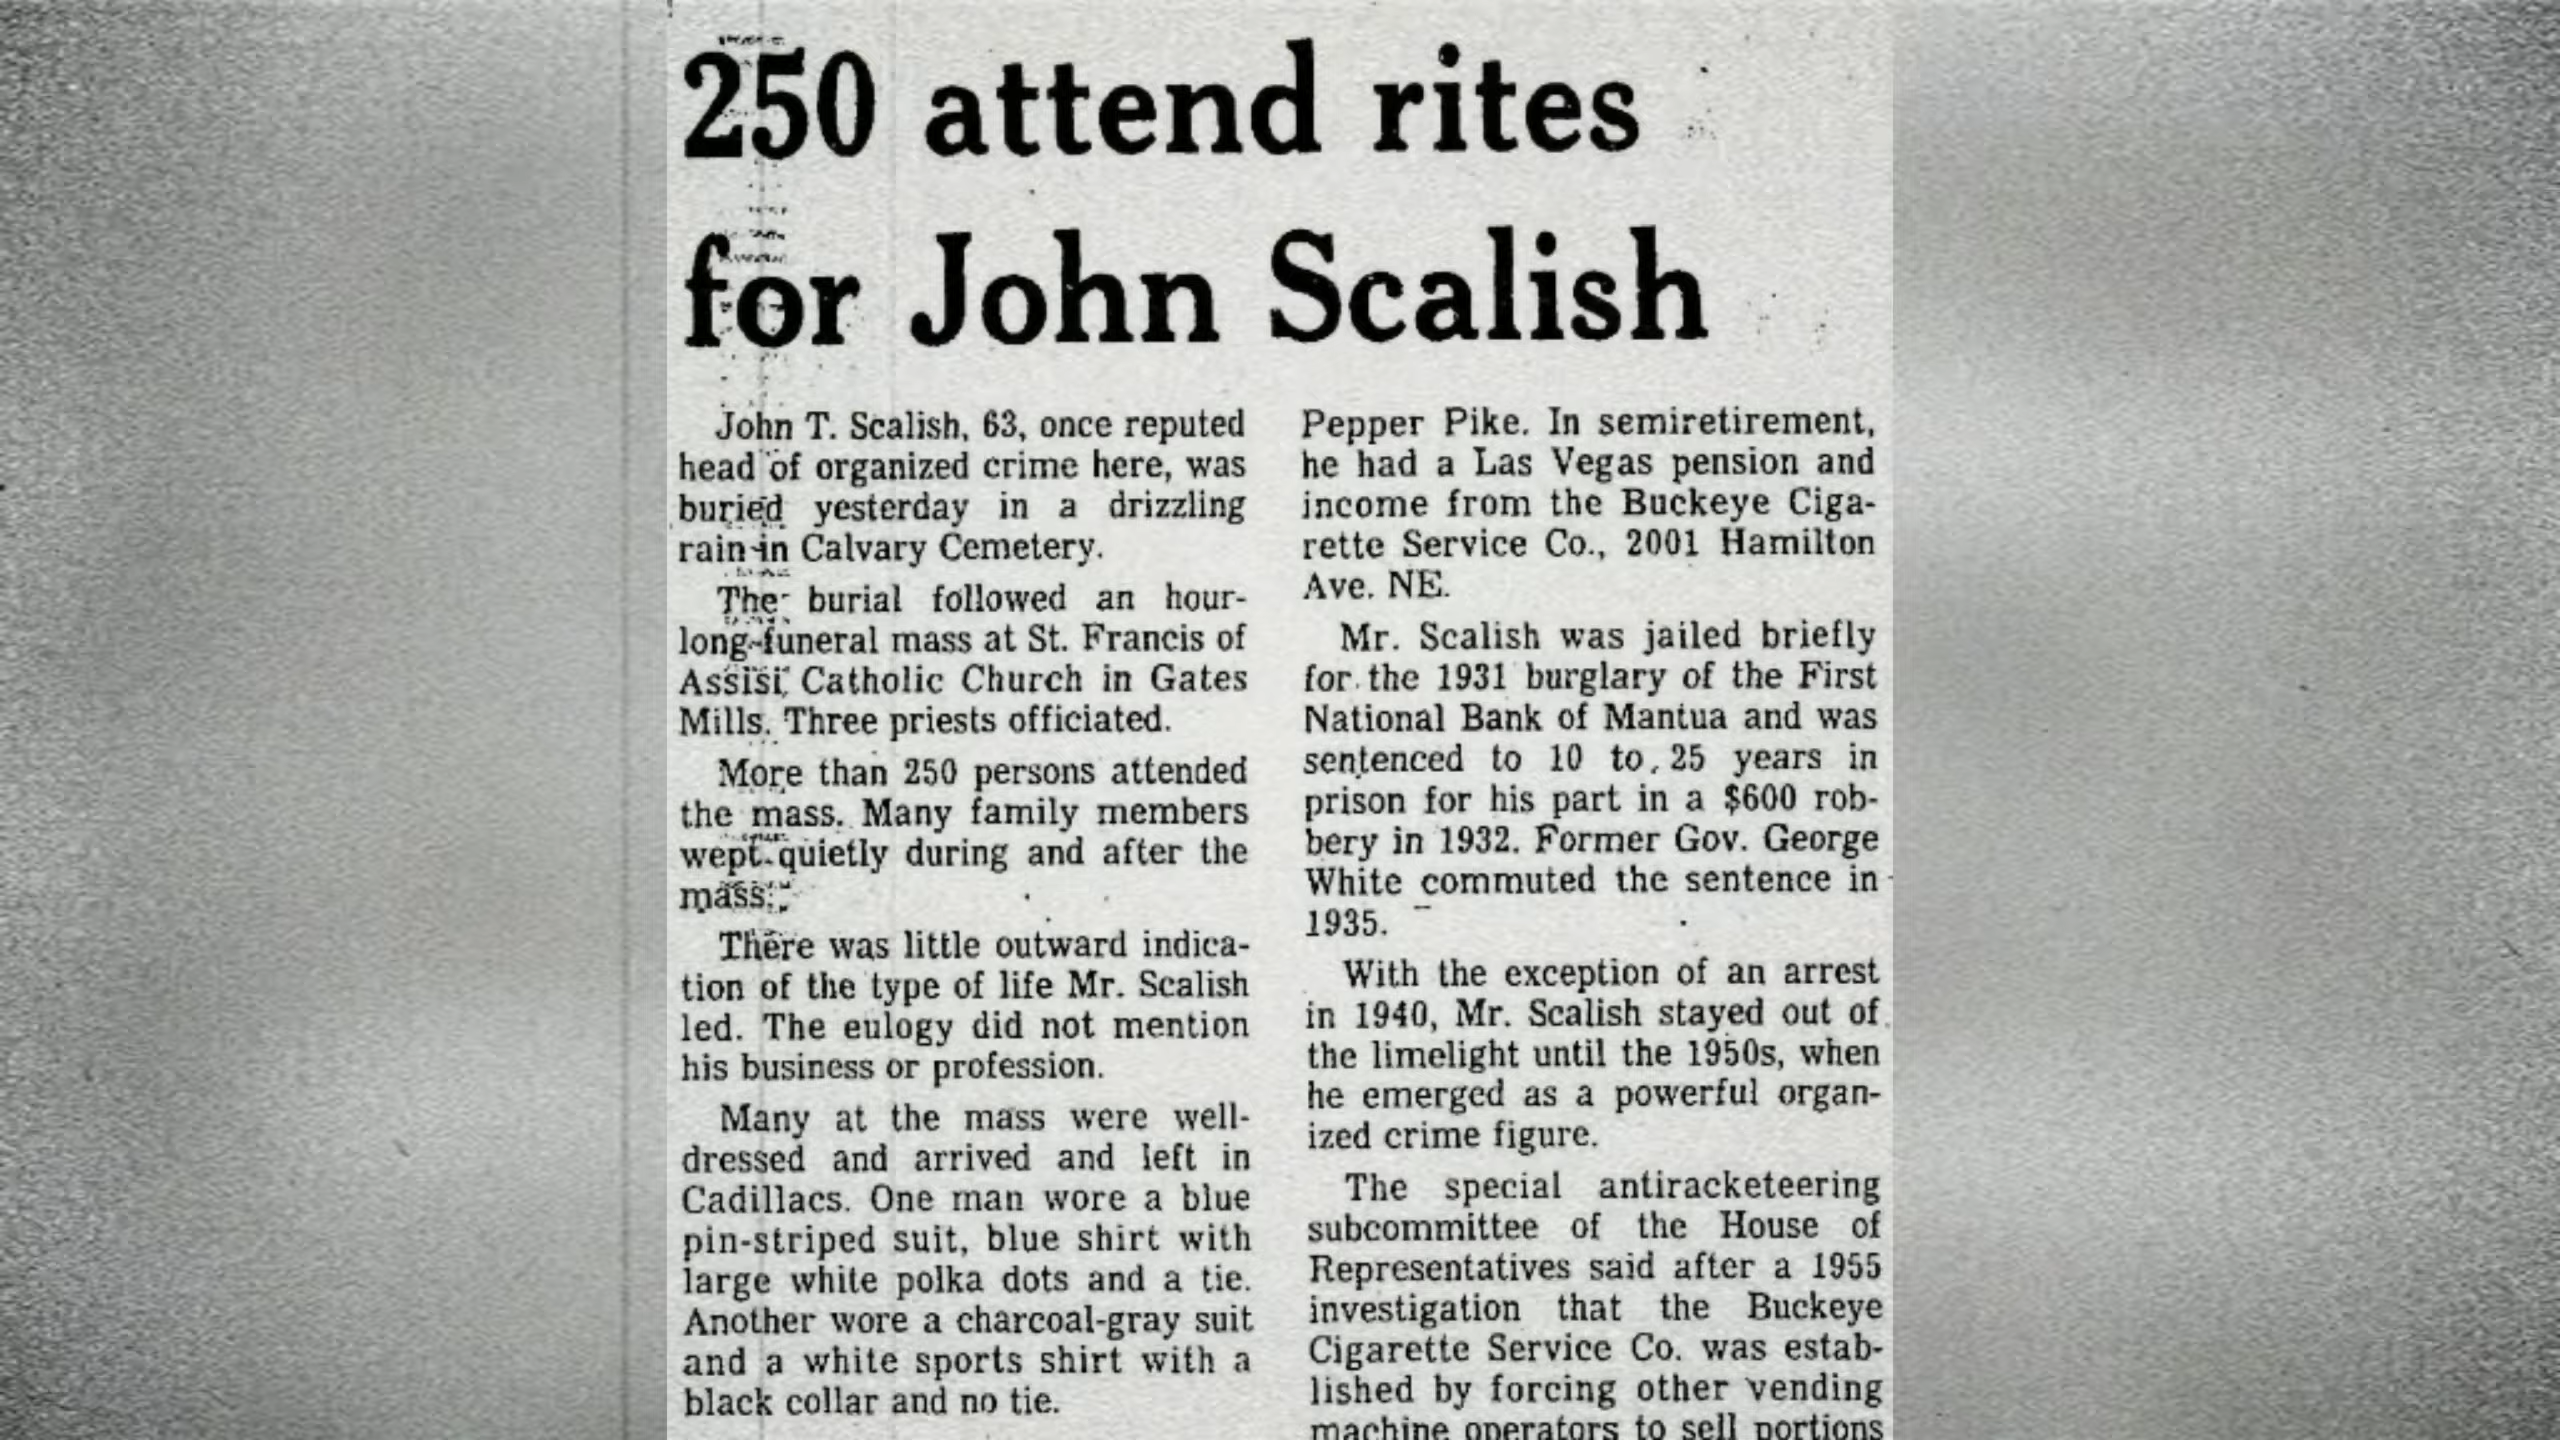 250 attend rites
for John Scalish
John T. Scalish, 63, once reputed
head of organized crime here, was
buried yesterday in a drizzling
rain in Calvary Cemetery.
The burial followed an hour-
long funeral mass at St. Francis of
Assisi Catholic Church in Gates
Mills. Three priests officiated.
More than 250 persons attended
the mass. Many family members
wept quietly during and after the
mass.
There was little outward indica-
tion of the type of life Mr. Scalish
led. The eulogy did not mention
his business or profession.
Many at the mass were well-
dressed and arrived and left in
Cadillacs. One man wore a blue
pin-striped suit, blue shirt with
large white polka dots and a tie.
Another wore a charcoal-gray suit
and a white sports shirt with a
black collar and no tie.
Pepper Pike. In semiretirement,
he had a Las Vegas pension and
income from the Buckeye Ciga-
rette Service Co., 2001 Hamilton
Ave. NE.
Mr. Scalish was jailed briefly
for the 1931 burglary of the First
National Bank of Mantua and was
sentenced to 10 to 25 years in
prison for his part in a $600 rob-
bery in 1932. Former Gov. George
White commuted the sentence in
1935.
With the exception of an arrest
in 1940, Mr. Scalish stayed out of
the limelight until the 1950s, when
he emerged as a powerful organ-
ized crime figure.
The special antiracketeering
subcommittee of the House of
Representatives said after a 1955
investigation that the Buckeye
Cigarette Service Co. was estab-
lished by forcing other vending
machine operators to sell portions